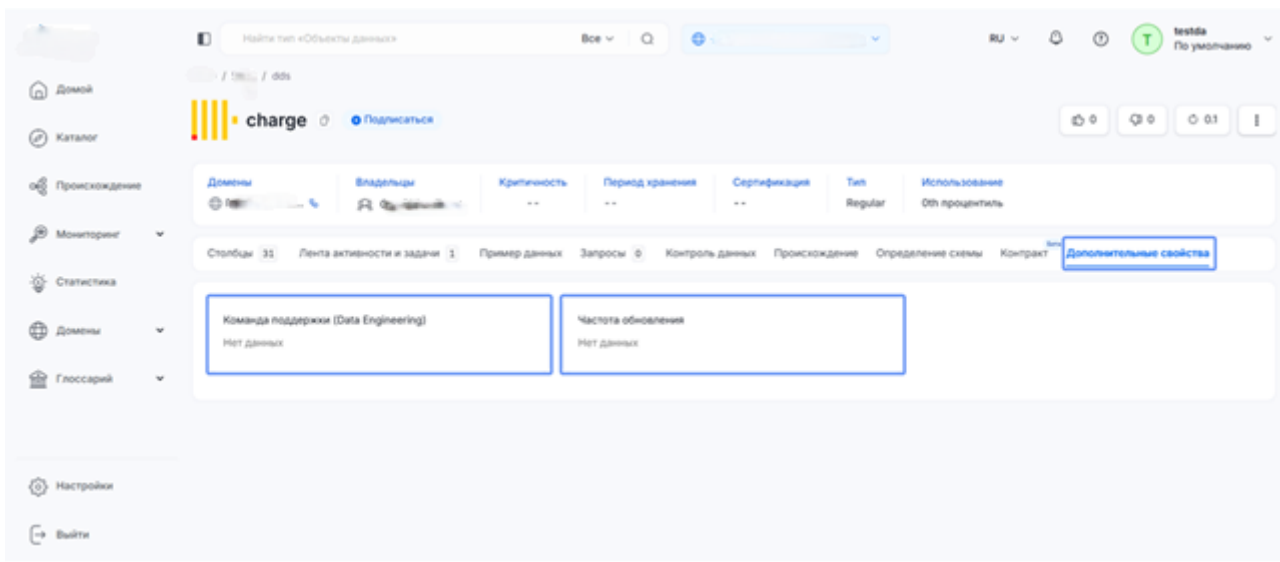 Найти тип «Объекты данных»
Все
RU
T
testda
По умолчанию
/ / dds
charge
Подписаться
0
0
0.1
Домой
Каталог
Происхождение
Мониторинг
Статистика
Домены
Глоссарий
Настройки
Выйти
Домены Владельцы Критичность Период хранения Сертификация Тип Использование
-- -- -- Regular 0th процентиль
Столбцы 31 Лента активности и задачи 1 Пример данных Запросы 0 Контроль данных Происхождение Определение схемы Контракт Beta Дополнительные свойства
Команда поддержки (Data Engineering)
Нет данных
Частота обновления
Нет данных